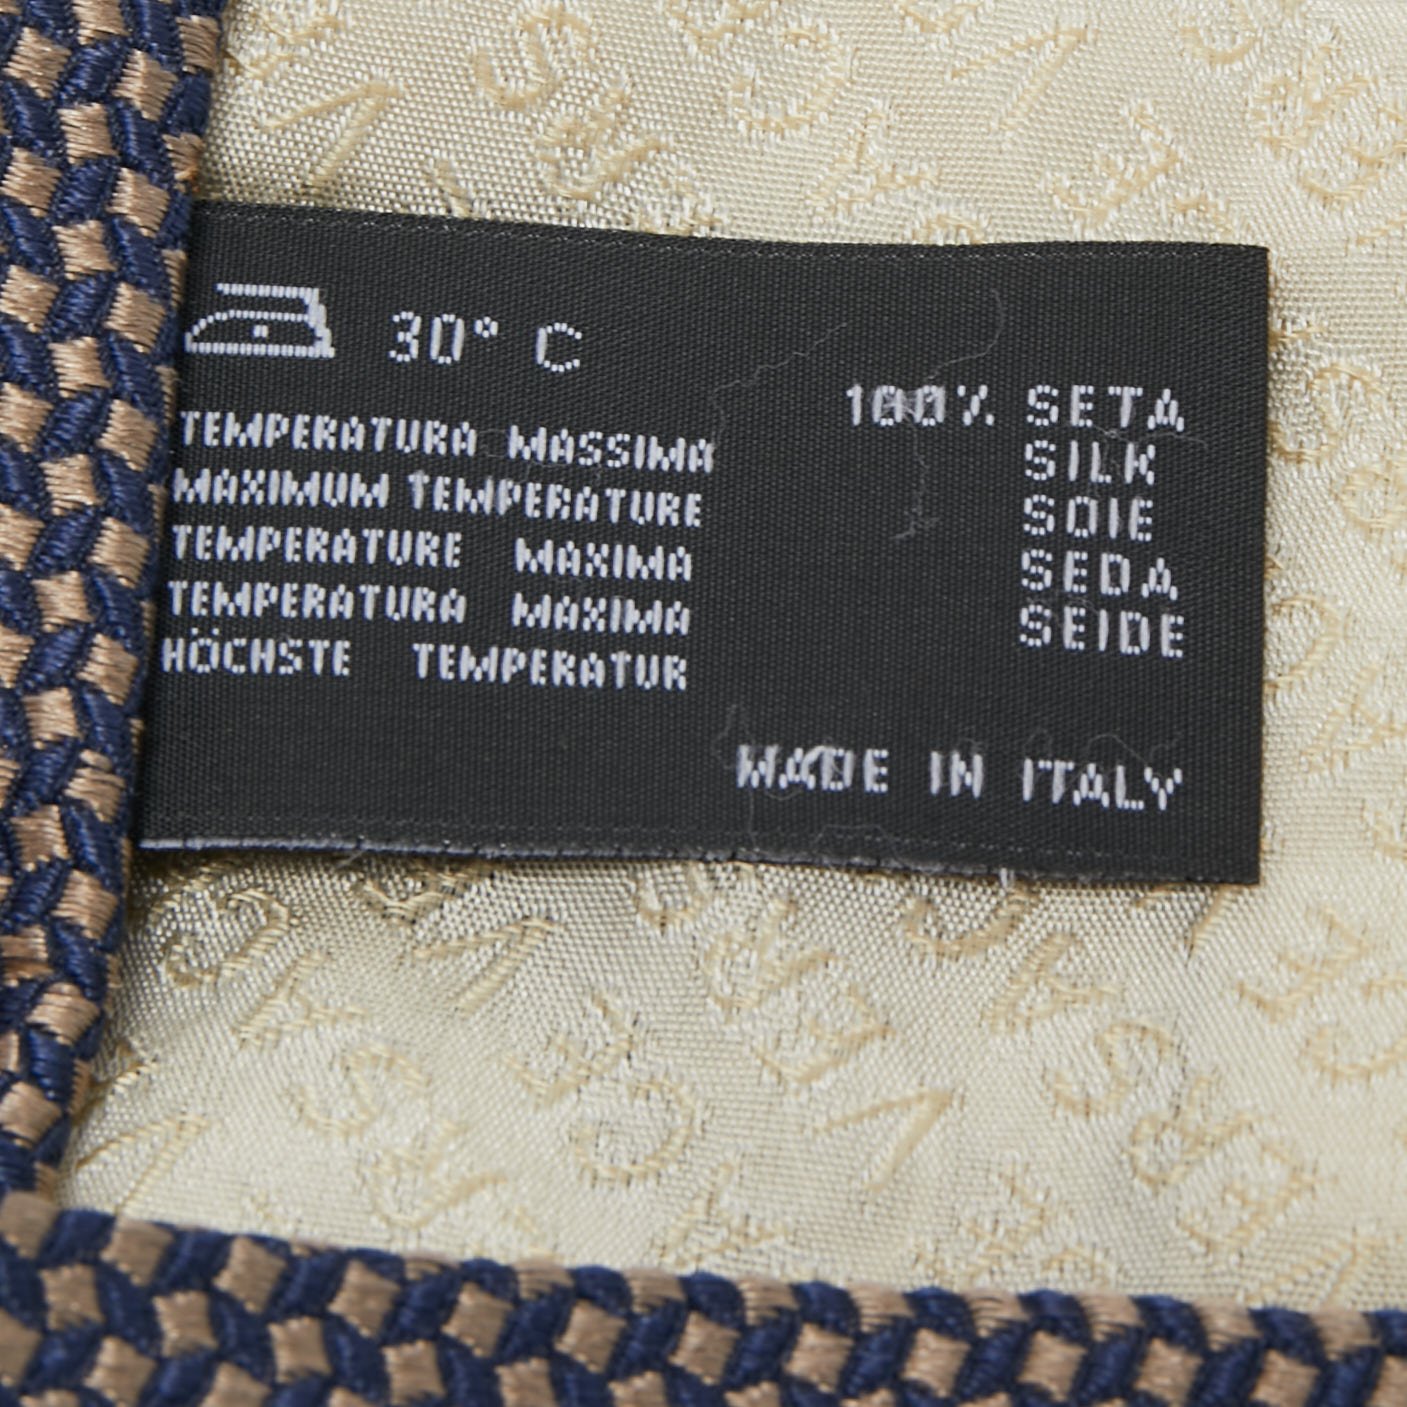 30° C
TEMPERATURA MASSIMA
MAXIMUM TEMPERATURE
TEMPERATURE MAXIMA
TEMPERATURA MAXIMA
HÖCHSTE TEMPERATUR
100% SETA
SILK
SOIE
SEDA
SEIDE
MADE IN ITALY